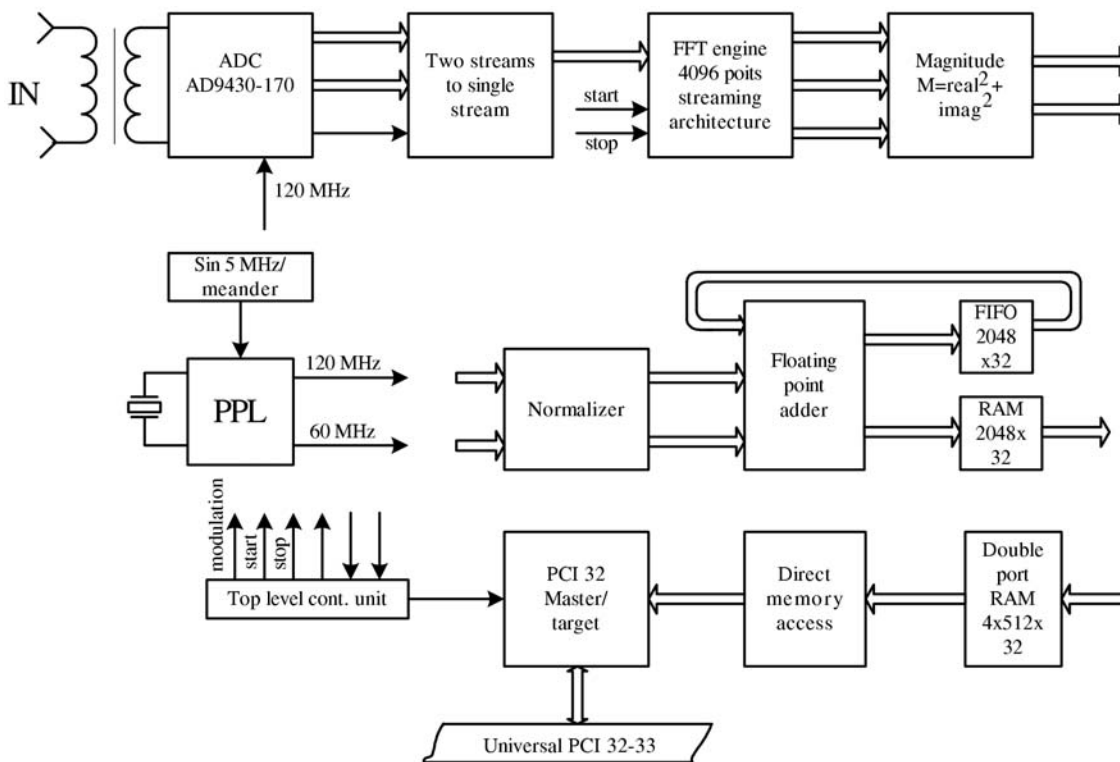 IN
ADC
AD9430-170
Two streams
to single
stream
start
stop
FFT engine
4096 poits
streaming
architecture
Magnitude
M=real²+
imag²
120 MHz
Sin 5 MHz/
meander
PPL
120 MHz
60 MHz
Normalizer
Floating
point
adder
FIFO
2048
x32
RAM
2048x
32
modulation
start
stop
Top level cont. unit
PCI 32
Master/
target
Direct
memory
access
Double
port
RAM
4x512x
32
Universal PCI 32-33